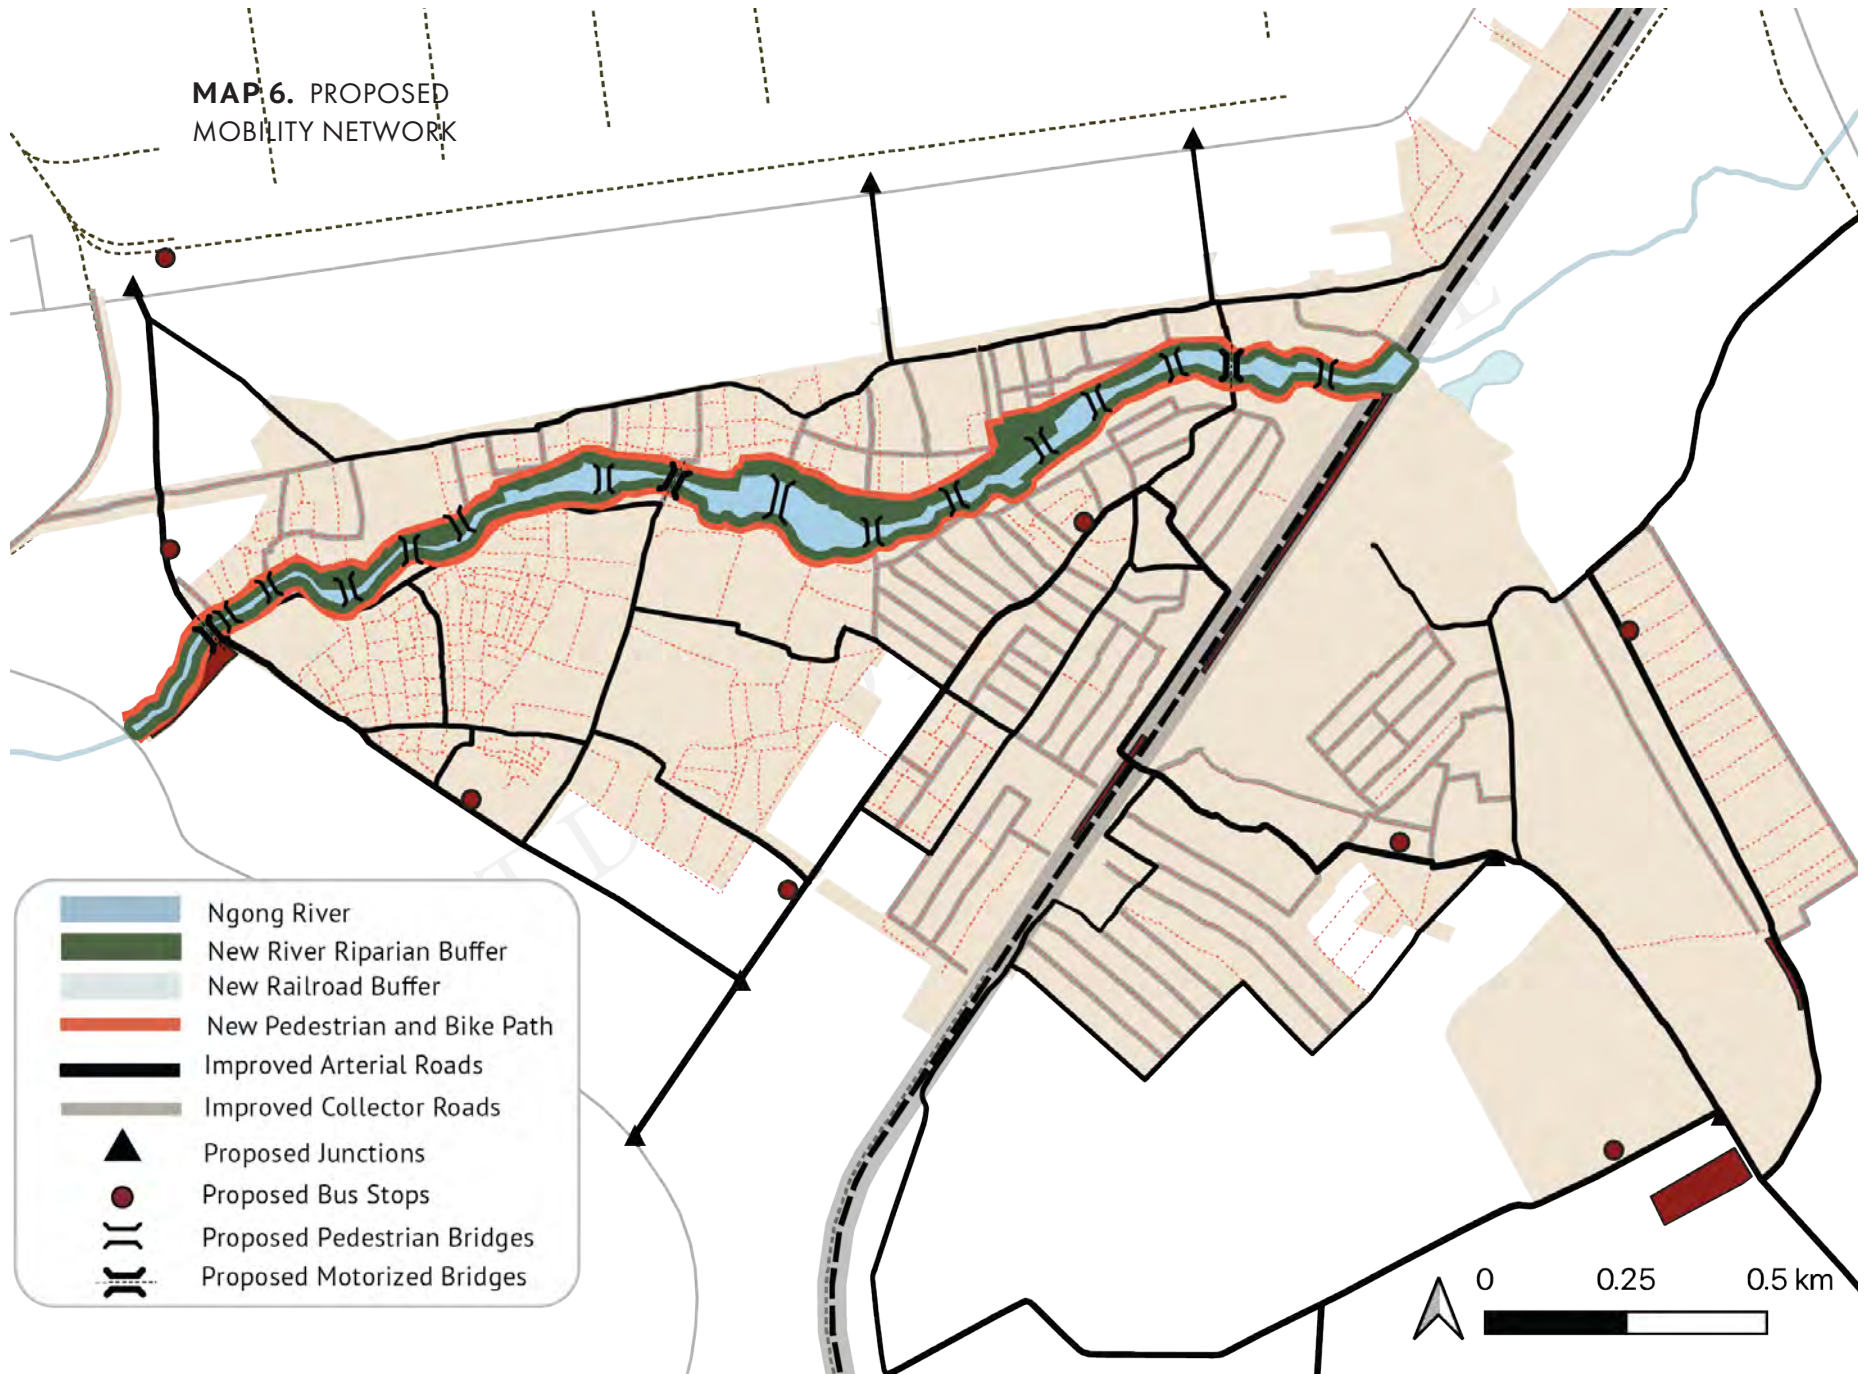 MAP 6. PROPOSED
MOBILITY NETWORK
Ngong River
New River Riparian Buffer
New Railroad Buffer
New Pedestrian and Bike Path
Improved Arterial Roads
Improved Collector Roads
Proposed Junctions
Proposed Bus Stops
Proposed Pedestrian Bridges
Proposed Motorized Bridges
0 0.25 0.5 km